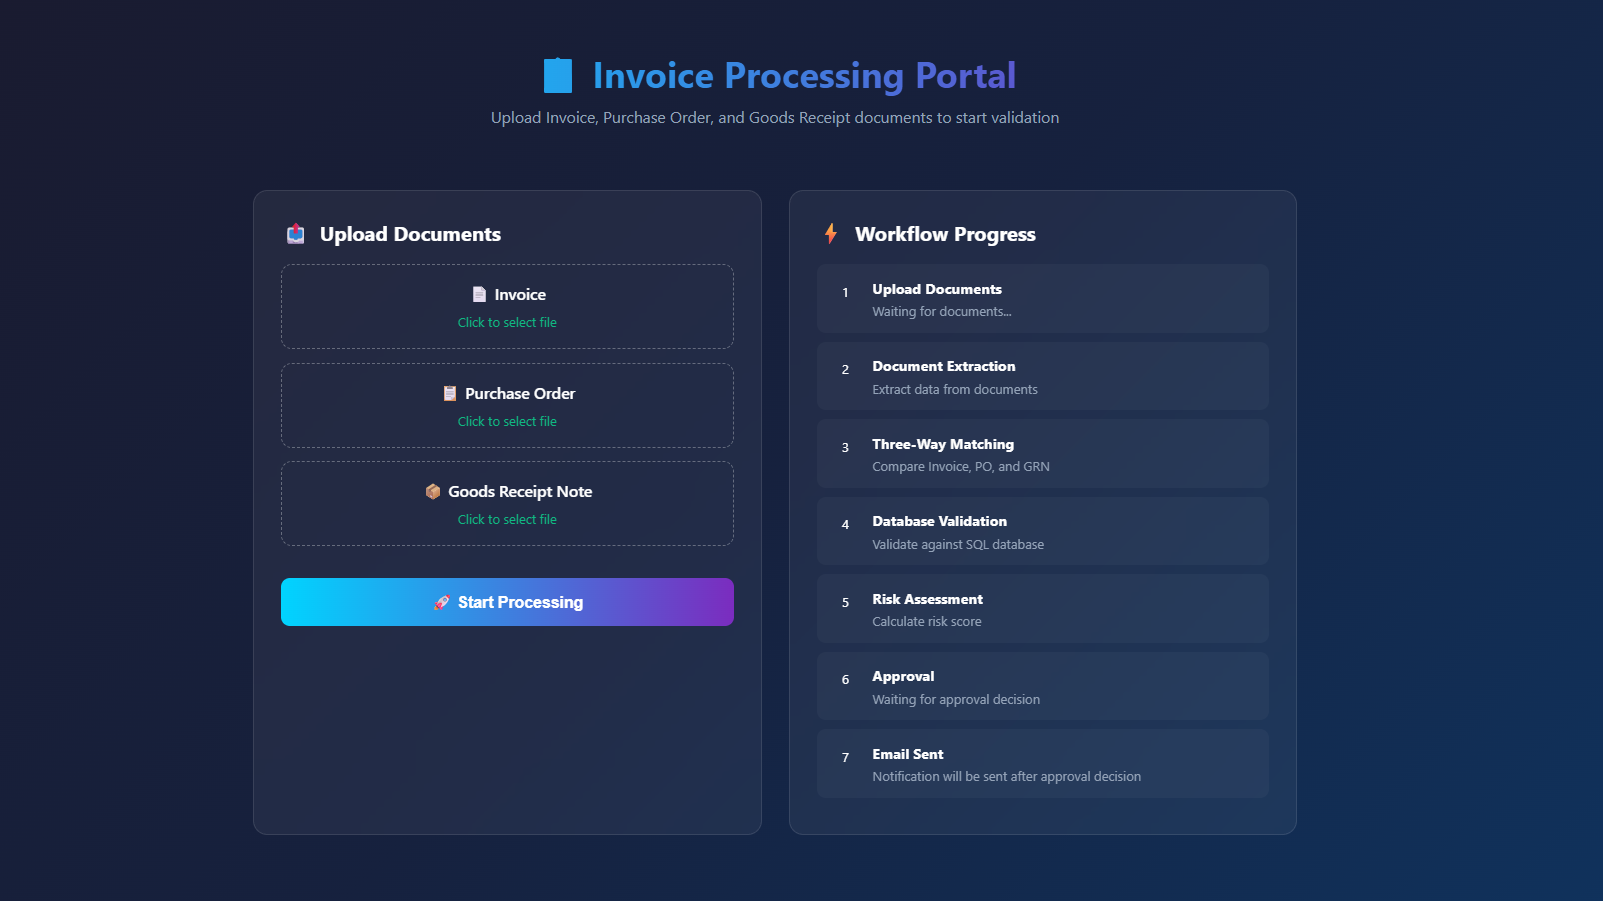 Invoice Processing Portal
Upload Invoice, Purchase Order, and Goods Receipt documents to start validation
Upload Documents
Invoice
Click to select file
Purchase Order
Click to select file
Goods Receipt Note
Click to select file
Start Processing
Workflow Progress
1
Upload Documents
Waiting for documents...
2
Document Extraction
Extract data from documents
3
Three-Way Matching
Compare Invoice, PO, and GRN
4
Database Validation
Validate against SQL database
5
Risk Assessment
Calculate risk score
6
Approval
Waiting for approval decision
7
Email Sent
Notification will be sent after approval decision